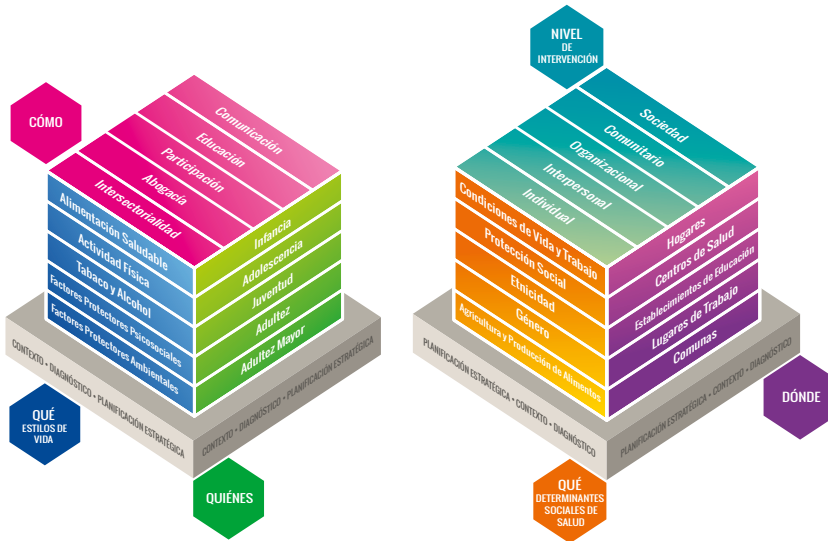 CÓMO
Comunicación
Educación
Participación
Abogacía
Intersectorialidad
Alimentación Saludable
Actividad Física
Tabaco y Alcohol
Factores Protectores Psicosociales
Factores Protectores Ambientales
Infancia
Adolescencia
Juventud
Adultez
Adultez Mayor
CONTEXTO • DIAGNÓSTICO • PLANIFICACIÓN ESTRATÉGICA
CONTEXTO • DIAGNÓSTICO • PLANIFICACIÓN ESTRATÉGICA
QUÉ
ESTILOS DE
VIDA
QUIÉNES
NIVEL
DE
INTERVENCIÓN
Sociedad
Comunitario
Organizacional
Interpersonal
Individual
Condiciones de Vida y Trabajo
Protección Social
Etnicidad
Género
Agricultura y Producción de Alimentos
Hogares
Centros de Salud
Establecimientos de Educación
Lugares de Trabajo
Comunas
PLANIFICACIÓN ESTRATÉGICA • CONTEXTO • DIAGNÓSTICO
PLANIFICACIÓN ESTRATÉGICA • CONTEXTO • DIAGNÓSTICO
DÓNDE
QUÉ
DETERMINANTES
SOCIALES DE
SALUD